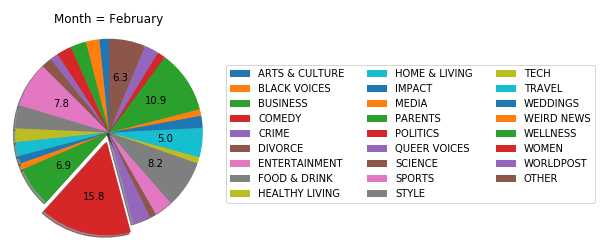 Month = February
6.3
10.9
5.0
8.2
15.8
6.9
7.8
ARTS & CULTURE
BLACK VOICES
BUSINESS
COMEDY
CRIME
DIVORCE
ENTERTAINMENT
FOOD & DRINK
HEALTHY LIVING
HOME & LIVING
IMPACT
MEDIA
PARENTS
POLITICS
QUEER VOICES
SCIENCE
SPORTS
STYLE
TECH
TRAVEL
WEDDINGS
WEIRD NEWS
WELLNESS
WOMEN
WORLDPOST
OTHER